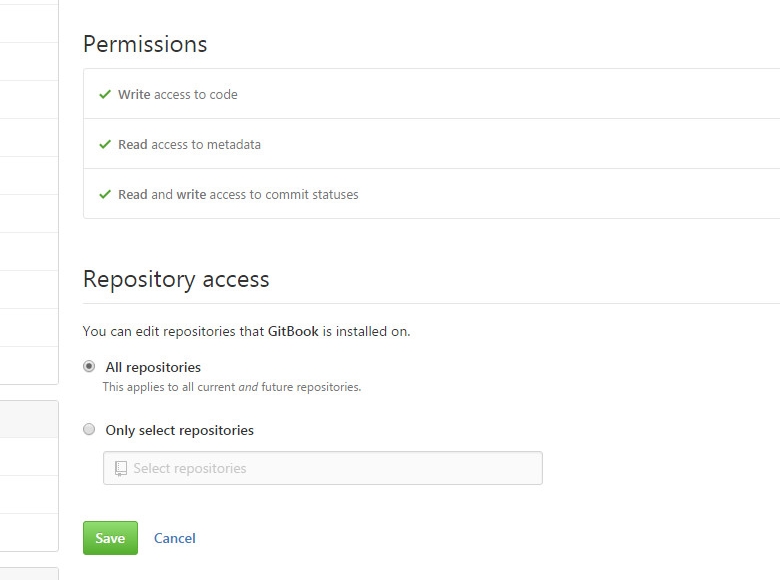 Permissions
Write access to code
Read access to metadata
Read and write access to commit statuses
Repository access
You can edit repositories that GitBook is installed on.
All repositories
This applies to all current and future repositories.
Only select repositories
Select repositories
Save Cancel